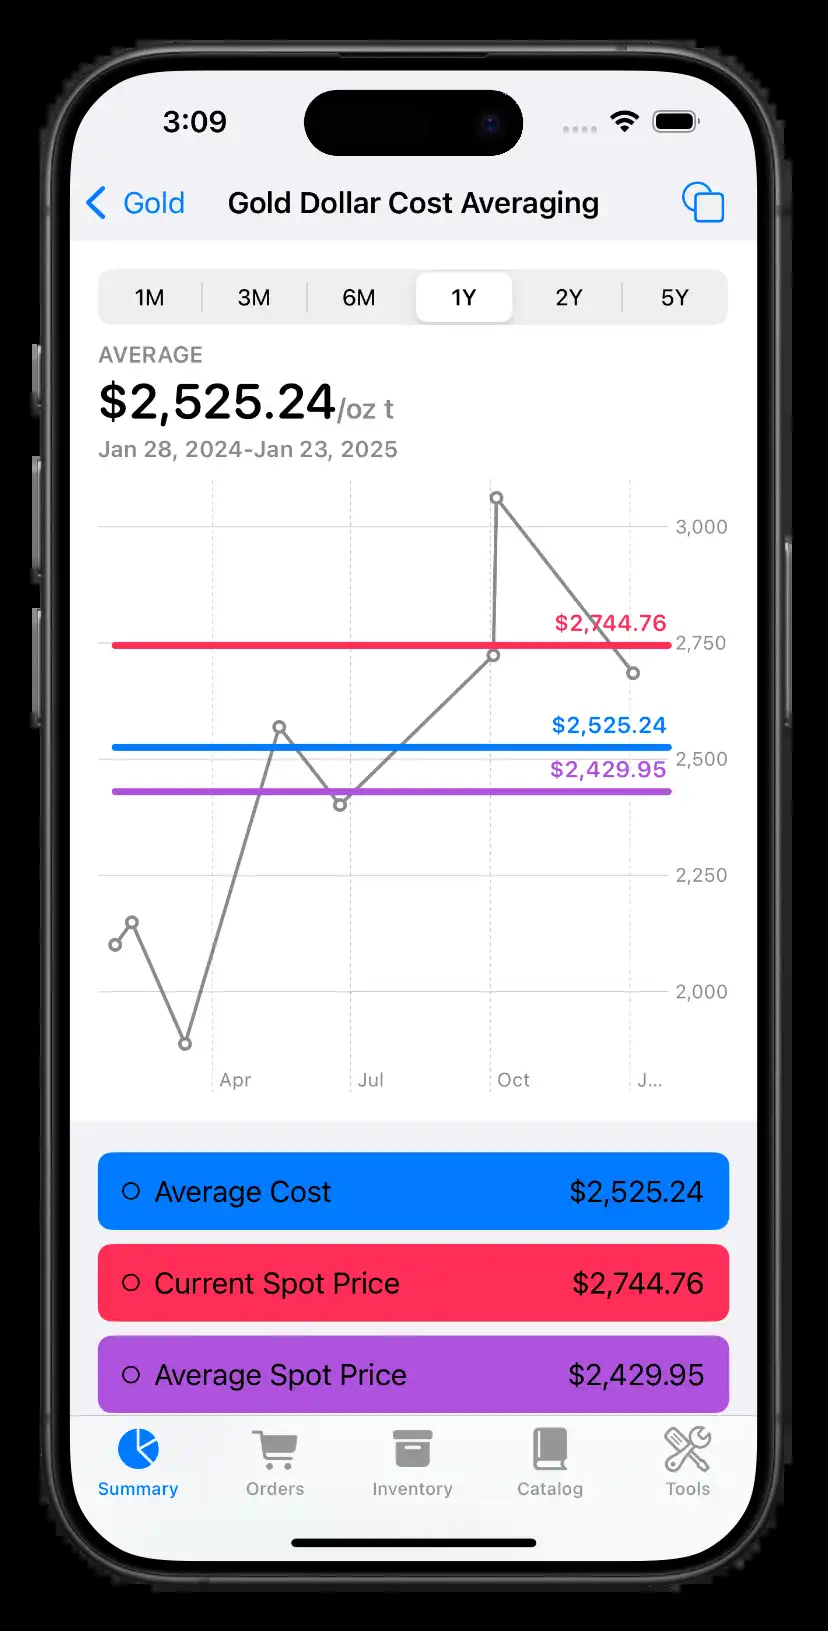 3:09
Gold
Gold Dollar Cost Averaging
1M 3M 6M 1Y 2Y 5Y
AVERAGE
$2,525.24/oz t
Jan 28, 2024-Jan 23, 2025
3,000
$2,744.76
2,750
$2,525.24
2,500
$2,429.95
2,250
2,000
Apr Jul Oct J...
Average Cost $2,525.24
Current Spot Price $2,744.76
Average Spot Price $2,429.95
Summary Orders Inventory Catalog Tools